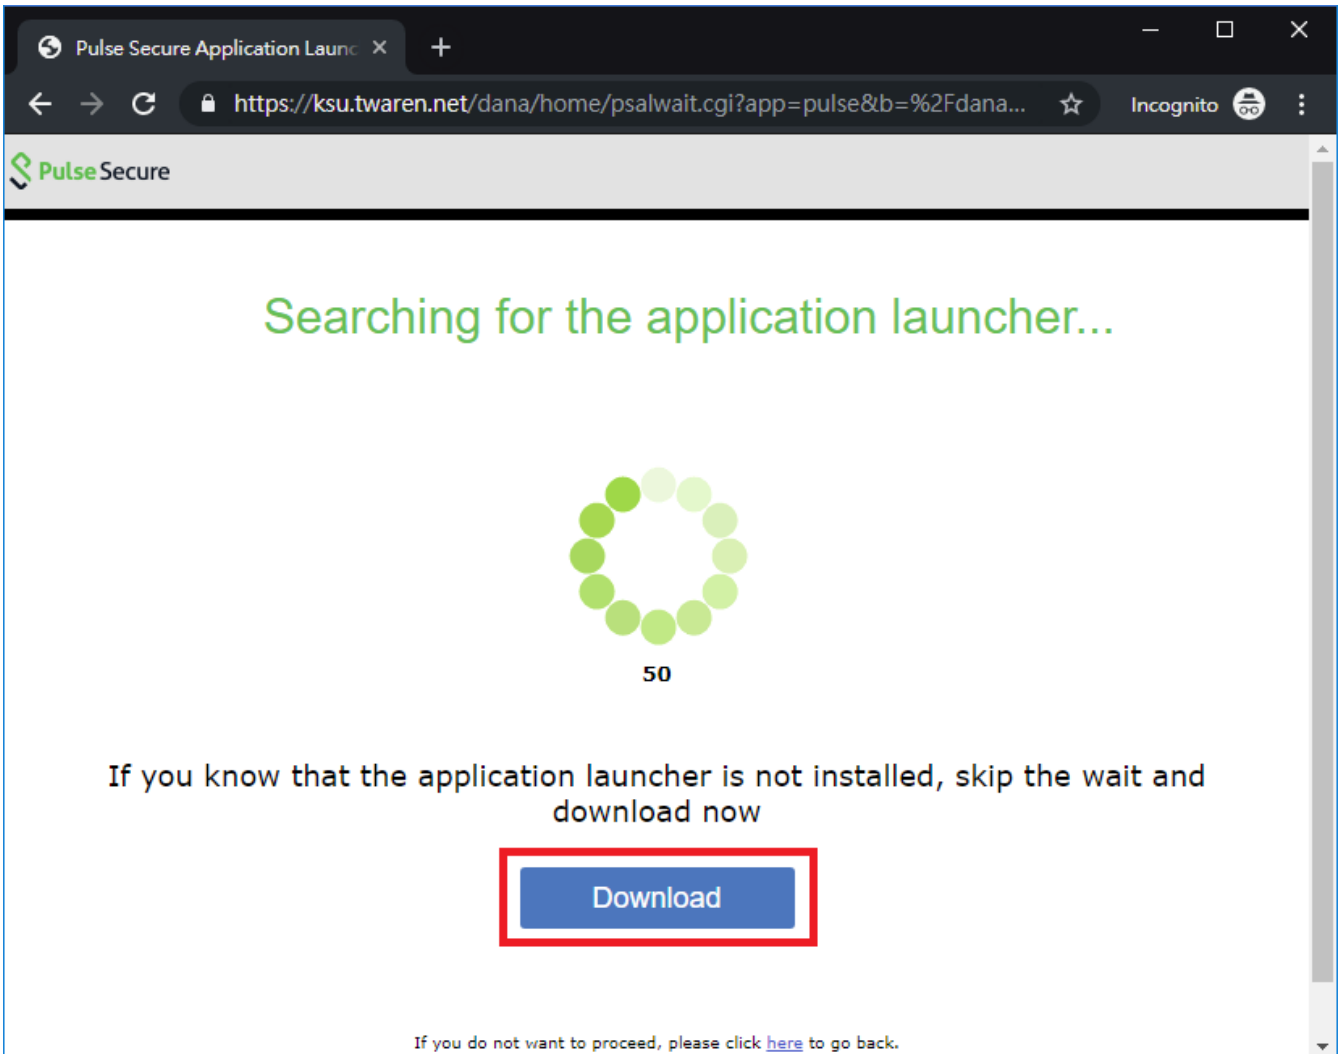 Pulse Secure Application Launc
https://ksu.twaren.net/dana/home/psalwait.cgi?app=pulse&b=%2Fdana...
Incognito
Pulse Secure
Searching for the application launcher...
50
If you know that the application launcher is not installed, skip the wait and
download now
Download
If you do not want to proceed, please click here to go back.